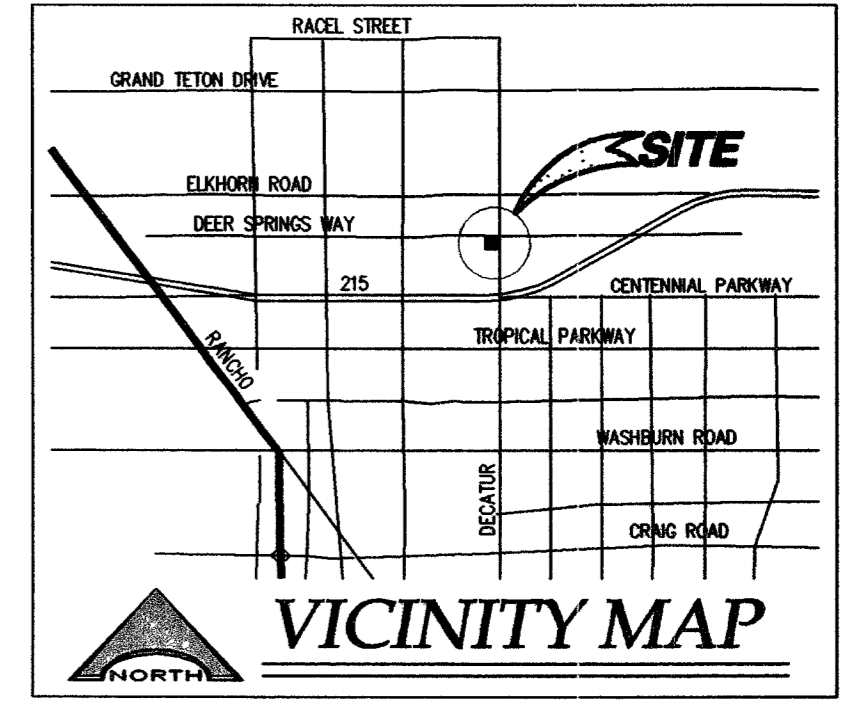 RACEL STREET
GRAND TETON DRIVE
SITE
ELKHORN ROAD
DEER SPRINGS WAY
215
CENTENNIAL PARKWAY
TROPICAL PARKWAY
RANCHO
WASHBURN ROAD
DECATUR
CRAIG ROAD
VICINITY MAP
NORTH